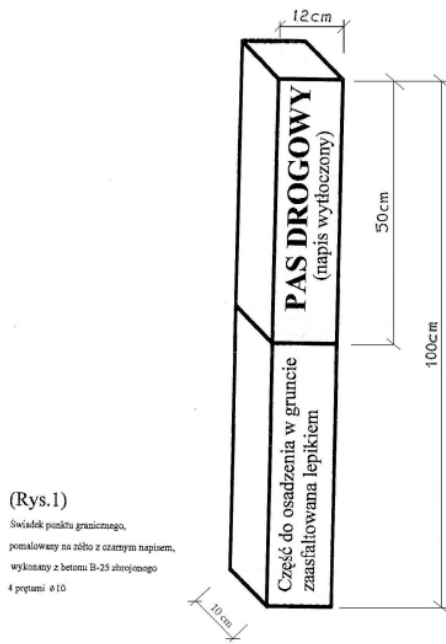 12cm
PAS DROGOWY
(napis wytłoczony)
50cm
100cm
Część do osadzenia w gruncie
zaasfaltowana lepikiem
(Rys.1)
Świadek punktu granicznego,
pomalowany na żółto z czarnym napisem,
wykonany z betonu B-25 zbrojonego
4 prętami ø10
10 cm